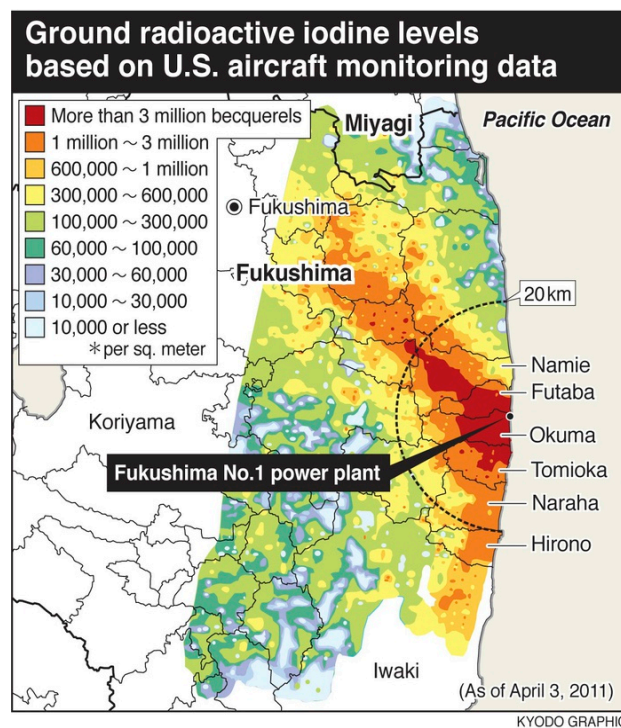 Ground radioactive iodine levels
based on U.S. aircraft monitoring data
More than 3 million becquerels
1 million ~ 3 million
600,000 ~ 1 million
300,000 ~ 600,000
100,000 ~ 300,000
60,000 ~ 100,000
30,000 ~ 60,000
10,000 ~ 30,000
10,000 or less
*per sq. meter
Miyagi
Pacific Ocean
Fukushima
Fukushima
20km
Namie
Futaba
Koriyama
Okuma
Fukushima No.1 power plant
Tomioka
Naraha
Hirono
Iwaki
(As of April 3, 2011)
KYODO GRAPHIC